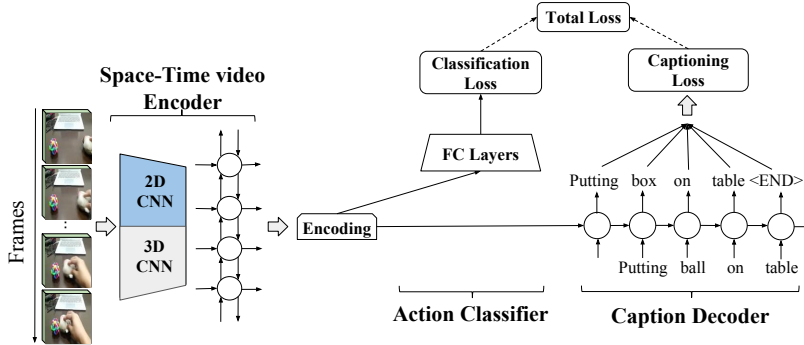 Total Loss
Classification
Loss
Captioning
Loss
Space-Time video
Encoder
FC Layers
Frames
2D
CNN
3D
CNN
...
Encoding
Putting box on table <END>
Putting ball on table
Action Classifier
Caption Decoder